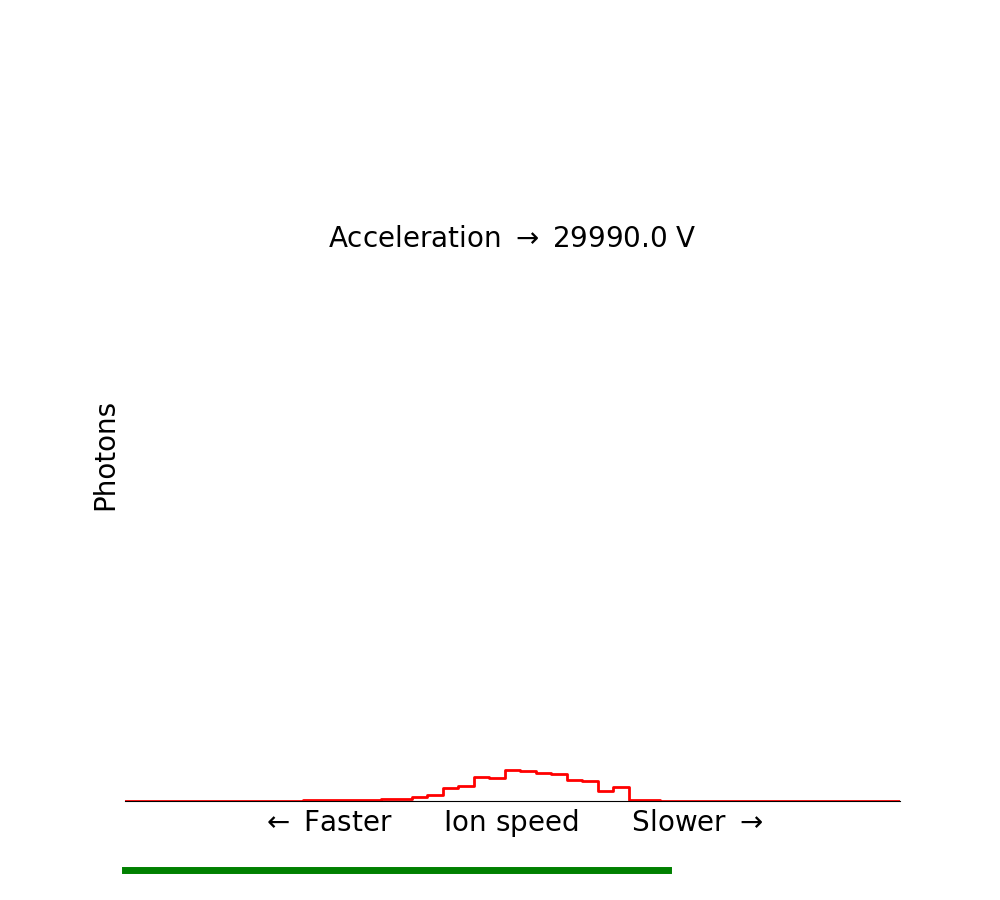 Acceleration → 29990.0 V
Photons
← Faster Ion speed Slower →